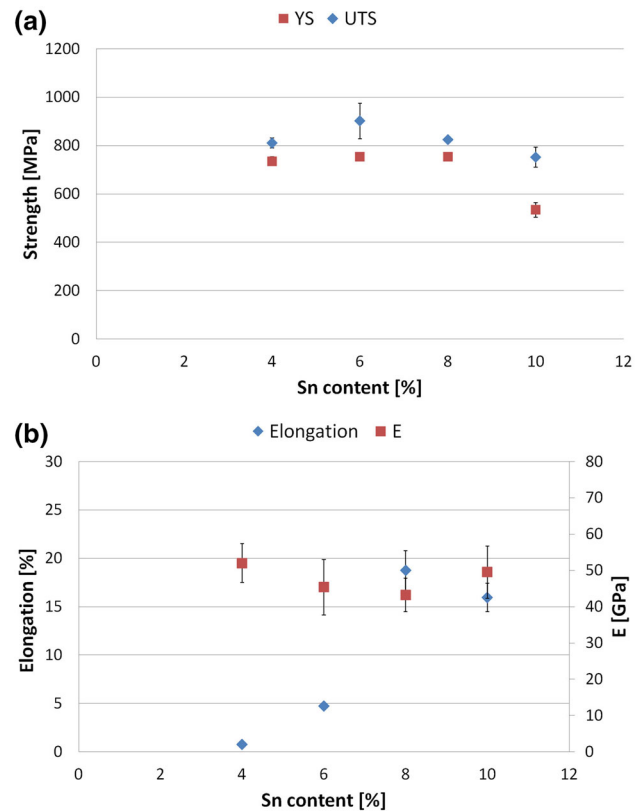 (a)
YS UTS
1200
1000
800
600
400
200
0
0 2 4 6 8 10 12
Strength [MPa]
Sn content [%]
(b)
Elongation E
30 80
25 70
20 60
15 50
10 40
5 30
0 20
10
0
0 2 4 6 8 10 12
Elongation [%]
E [GPa]
Sn content [%]